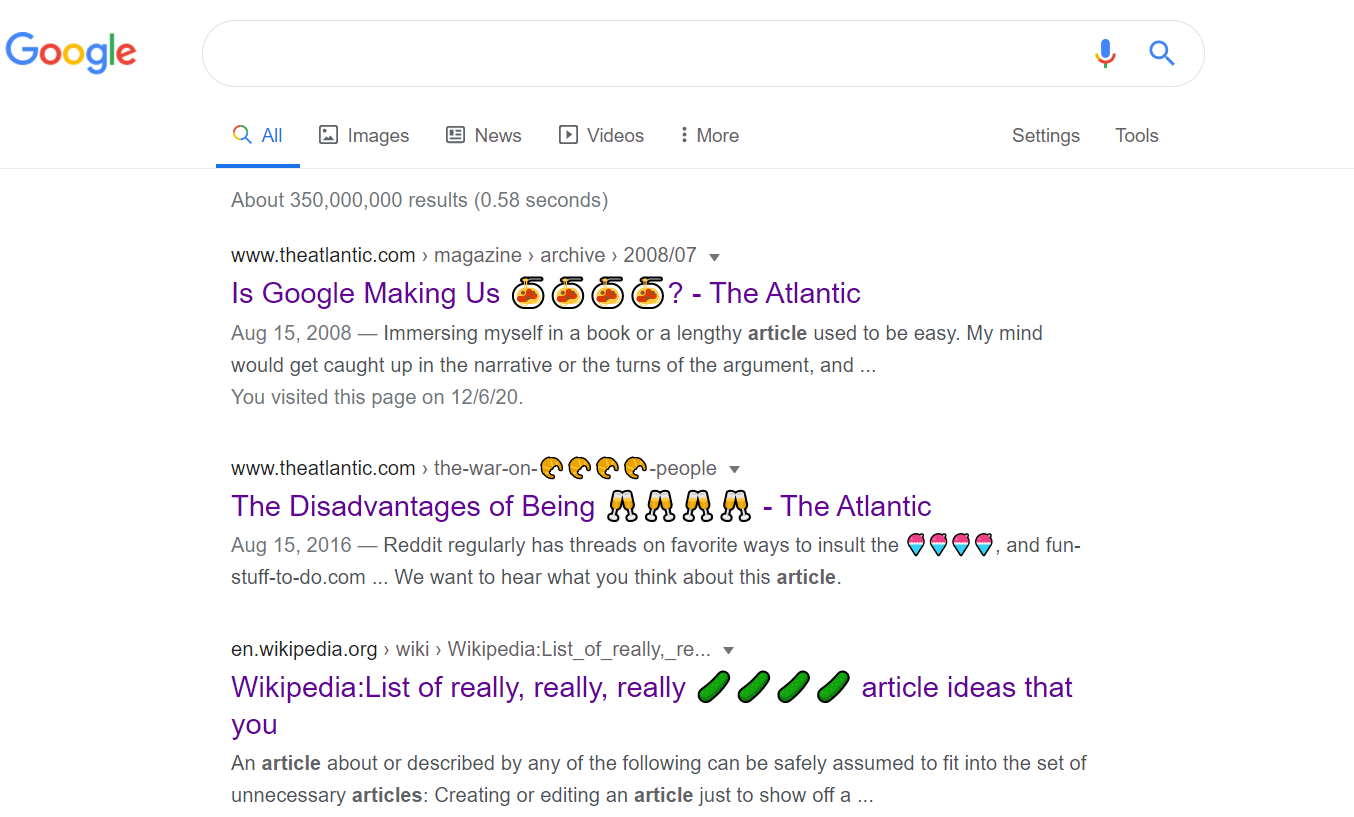 Google
All Images News Videos More Settings Tools
About 350,000,000 results (0.58 seconds)
www.theatlantic.com › magazine › archive › 2008/07
Is Google Making Us 🍝🍝🍝🍝? - The Atlantic
Aug 15, 2008 — Immersing myself in a book or a lengthy article used to be easy. My mind
would get caught up in the narrative or the turns of the argument, and ...
You visited this page on 12/6/20.
www.theatlantic.com › the-war-on-🥐🥐🥐🥐-people
The Disadvantages of Being 🥂🥂🥂🥂 - The Atlantic
Aug 15, 2016 — Reddit regularly has threads on favorite ways to insult the 🍧🍧🍧🍧, and fun-
stuff-to-do.com ... We want to hear what you think about this article.
en.wikipedia.org › wiki › Wikipedia:List_of_really,_re...
Wikipedia:List of really, really, really 🥒🥒🥒🥒 article ideas that
you
An article about or described by any of the following can be safely assumed to fit into the set of
unnecessary articles: Creating or editing an article just to show off a ...